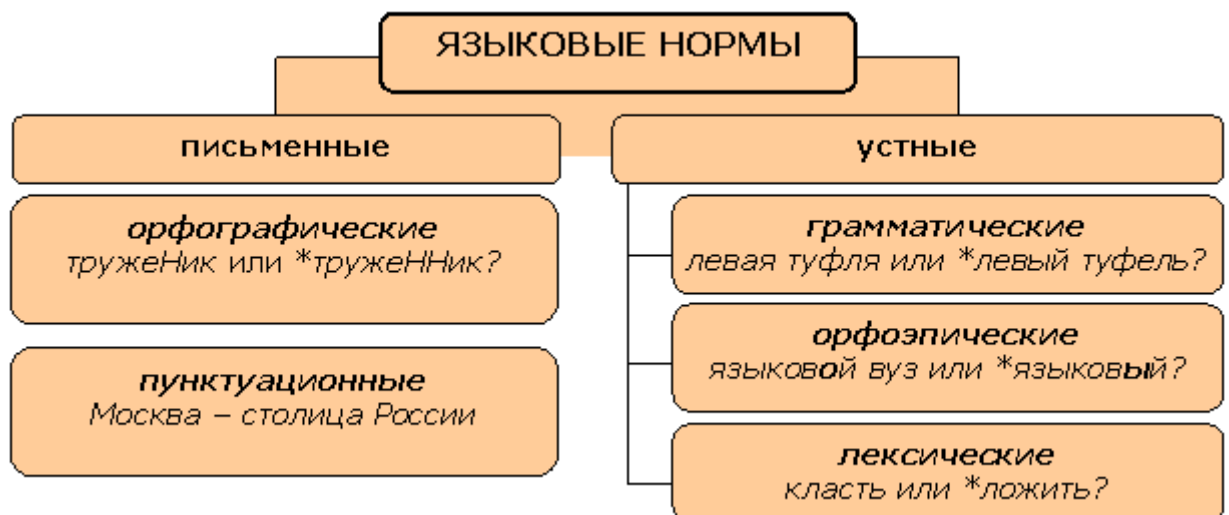 ЯЗЫКОВЫЕ НОРМЫ
письменные
орфографические
тружеНик или *тружеННик?
пунктуационные
Москва – столица России
устные
грамматические
левая туфля или *левый туфель?
орфоэпические
языковой вуз или *языковый?
лексические
класть или *ложить?